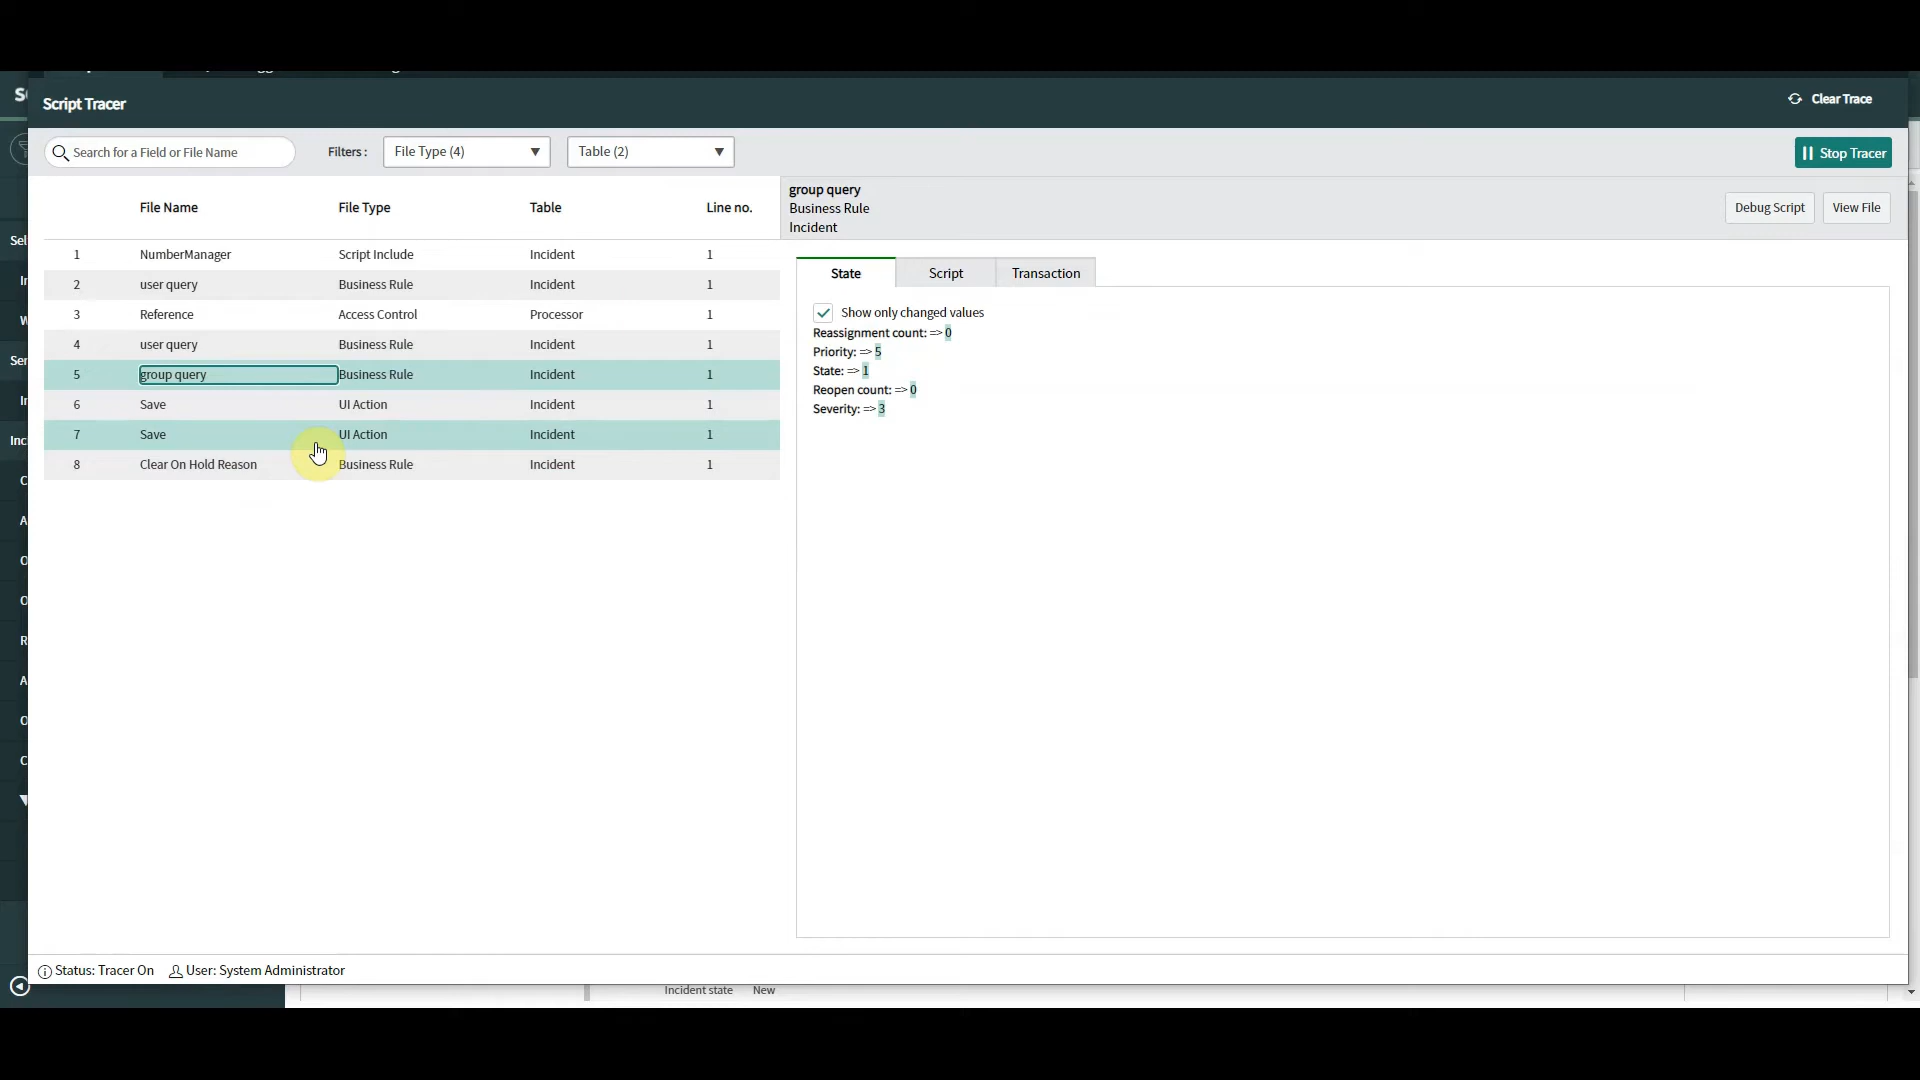 Script Tracer
Clear Trace
Search for a Field or File Name
Filters :
File Type (4)
Table (2)
Stop Tracer
File Name File Type Table Line no.
1 NumberManager Script Include Incident 1
2 user query Business Rule Incident 1
3 Reference Access Control Processor 1
4 user query Business Rule Incident 1
5 group query Business Rule Incident 1
6 Save UI Action Incident 1
7 Save UI Action Incident 1
8 Clear On Hold Reason Business Rule Incident 1
group query
Business Rule
Incident
Debug Script
View File
State Script Transaction
Show only changed values
Reassignment count: => 0
Priority: => 5
State: => 1
Reopen count: => 0
Severity: => 3
Status: Tracer On User: System Administrator
Incident state New